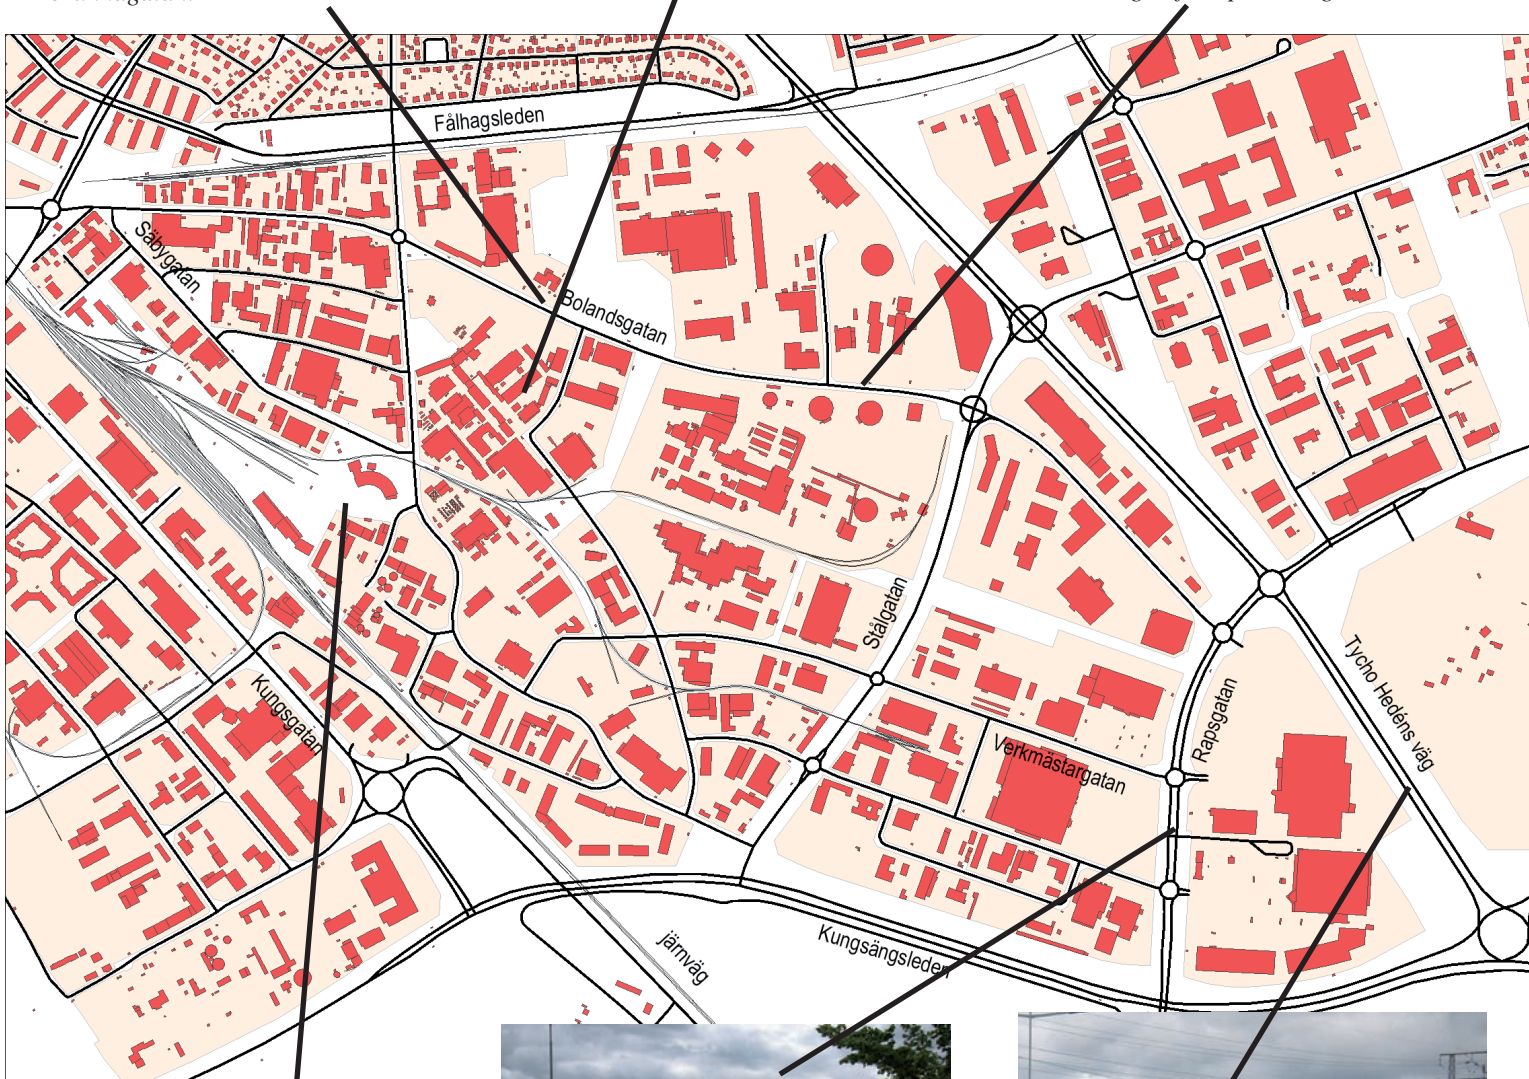 Fålhagsleden
Säbygatan
Bolandsgatan
Stålgatan
Kungsgatan
Verkmästargatan
Rapsgatan
Tycho Hedéns väg
järnväg
Kungsängsleden